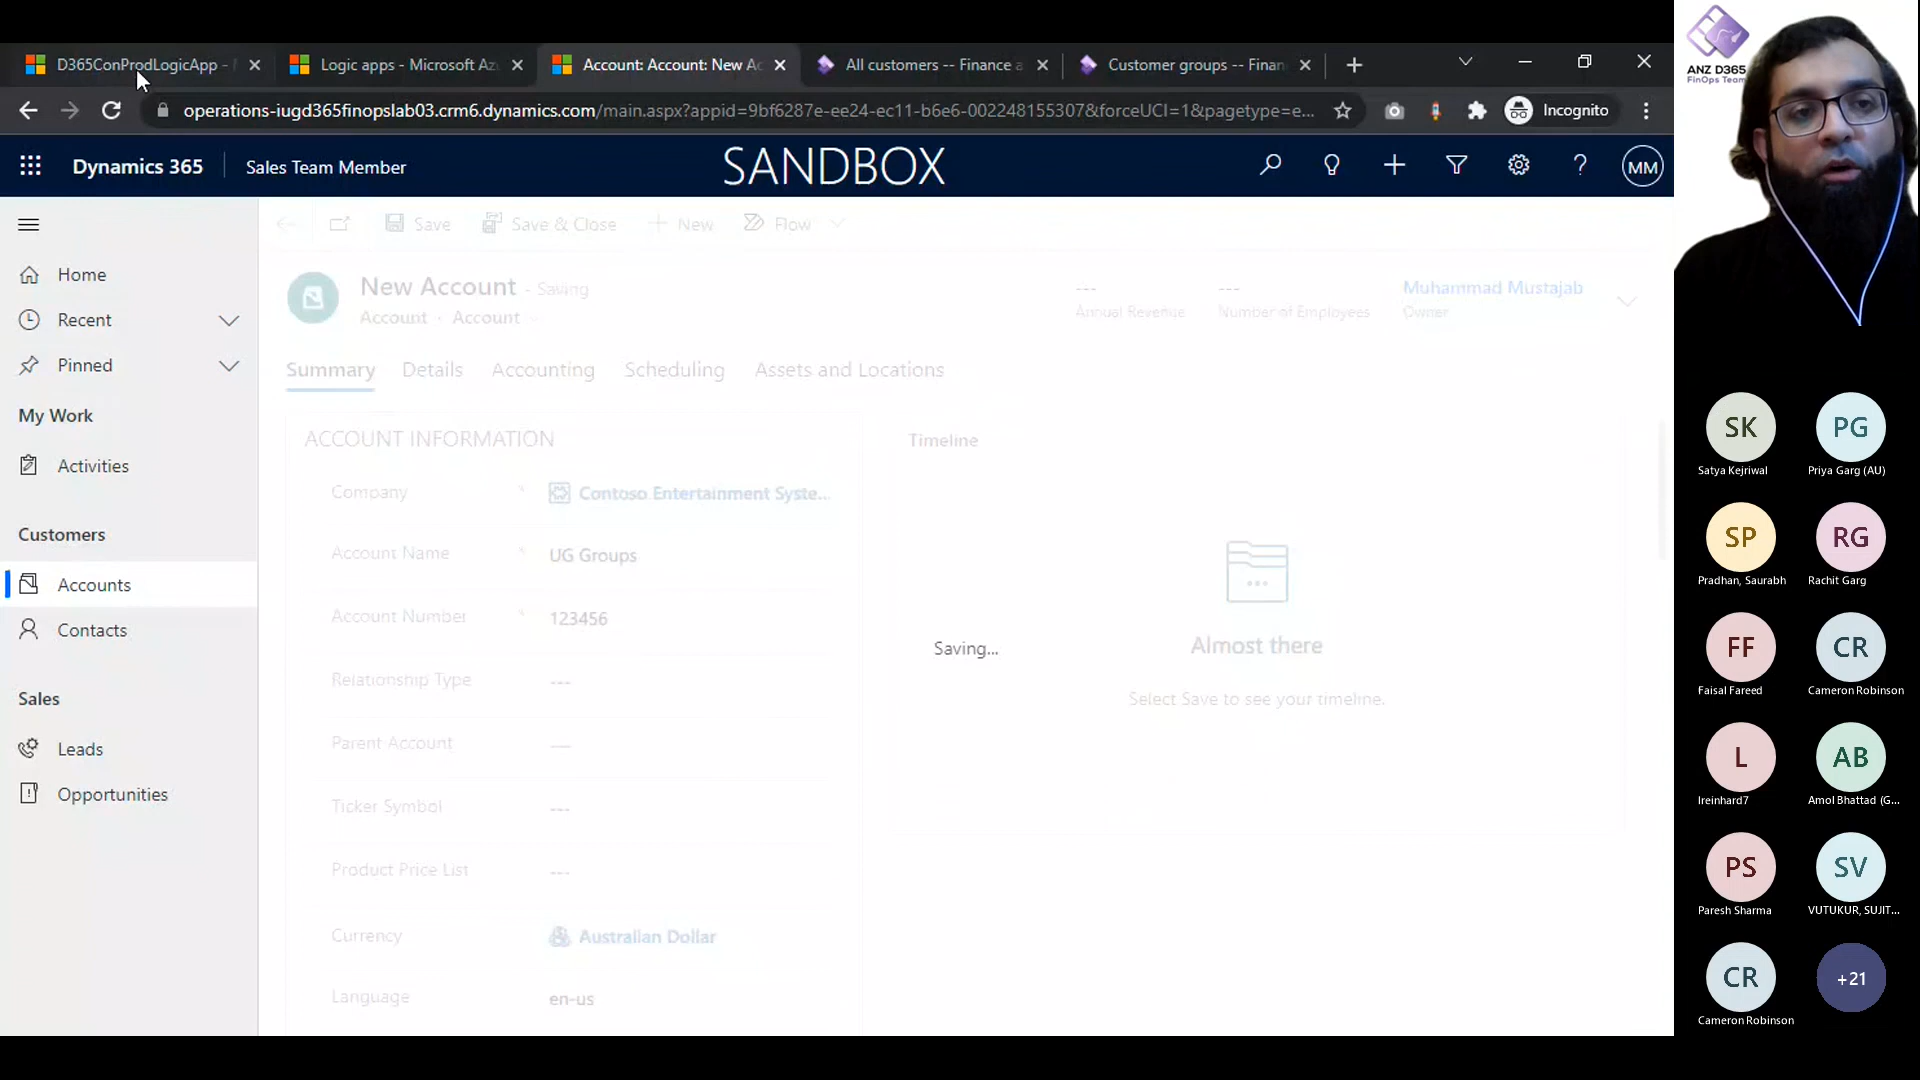 D365ConProdLogicApp -
Logic apps - Microsoft Az
Account: Account: New Ac
All customers -- Finance a
Customer groups -- Finan
operations-iugd365finopslab03.crm6.dynamics.com/main.aspx?appid=9bf6287e-ee24-ec11-b6e6-002248155307&forceUCI=1&pagetype=e...
Incognito
Dynamics 365
Sales Team Member
SANDBOX
MM
Save
Save & Close
New
Flow
Home
Recent
Pinned
My Work
Activities
Customers
Accounts
Contacts
Sales
Leads
Opportunities
New Account - Saving
Account · Account
---
Annual Revenue
---
Number of Employees
Muhammad Mustajab
Owner
Summary
Details
Accounting
Scheduling
Assets and Locations
ACCOUNT INFORMATION
Company * Contoso Entertainment Syste...
Account Name * UG Groups
Account Number * 123456
Relationship Type ---
Parent Account ---
Ticker Symbol ---
Product Price List ---
Currency Australian Dollar
Language en-us
Timeline
Saving...
Almost there
Select Save to see your timeline.
ANZ D365
FinOps Team
SK
Satya Kejriwal
PG
Priya Garg (AU)
SP
Pradhan, Saurabh
RG
Rachit Garg
FF
Faisal Fareed
CR
Cameron Robinson
L
lreinhard7
AB
Amol Bhattad (G...
PS
Paresh Sharma
SV
VUTUKUR, SUJIT...
CR
Cameron Robinson
+21